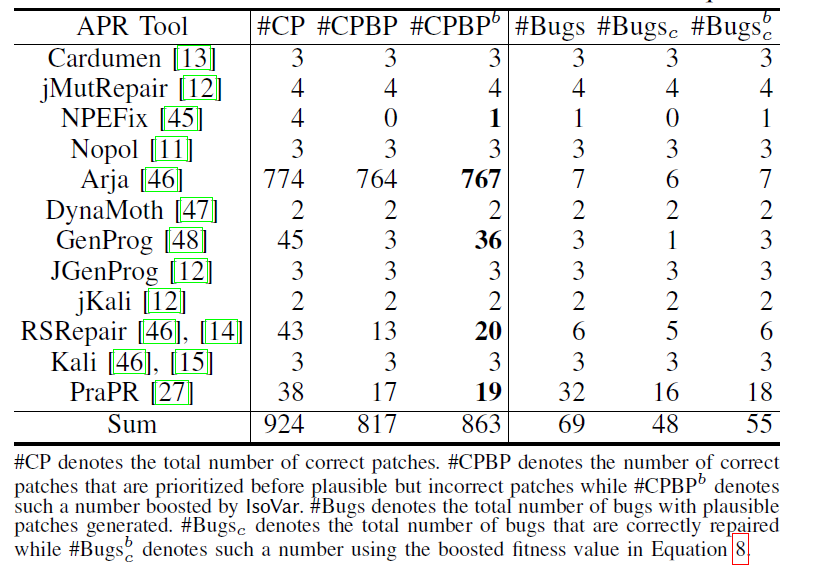 APR Tool #CP #CPBP #CPBP^b #Bugs #Bugs_c #Bugs_c^b
Cardumen [13] 3 3 3 3 3 3
jMutRepair [12] 4 4 4 4 4 4
NPEFix [45] 4 0 1 1 0 1
Nopol [11] 3 3 3 3 3 3
Arja [46] 774 764 767 7 6 7
DynaMoth [47] 2 2 2 2 2 2
GenProg [48] 45 3 36 3 1 3
JGenProg [12] 3 3 3 3 3 3
jKali [12] 2 2 2 2 2 2
RSRepair [46], [14] 43 13 20 6 5 6
Kali [46], [15] 3 3 3 3 3 3
PraPR [27] 38 17 19 32 16 18
Sum 924 817 863 69 48 55
#CP denotes the total number of correct patches. #CPBP denotes the number of correct
patches that are prioritized before plausible but incorrect patches while #CPBP^b denotes
such a number boosted by IsoVar. #Bugs denotes the total number of bugs with plausible
patches generated. #Bugs_c denotes the total number of bugs that are correctly repaired
while #Bugs_c^b denotes such a number using the boosted fitness value in Equation 8.